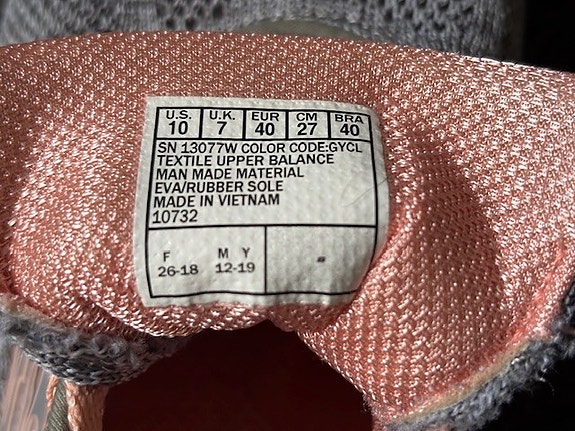 U.S. U.K. EUR CM BRA
10 7 40 27 40
SN 13077W COLOR CODE:GYCL
TEXTILE UPPER BALANCE
MAN MADE MATERIAL
EVA/RUBBER SOLE
MADE IN VIETNAM
10732
F M Y
26-18 12-19